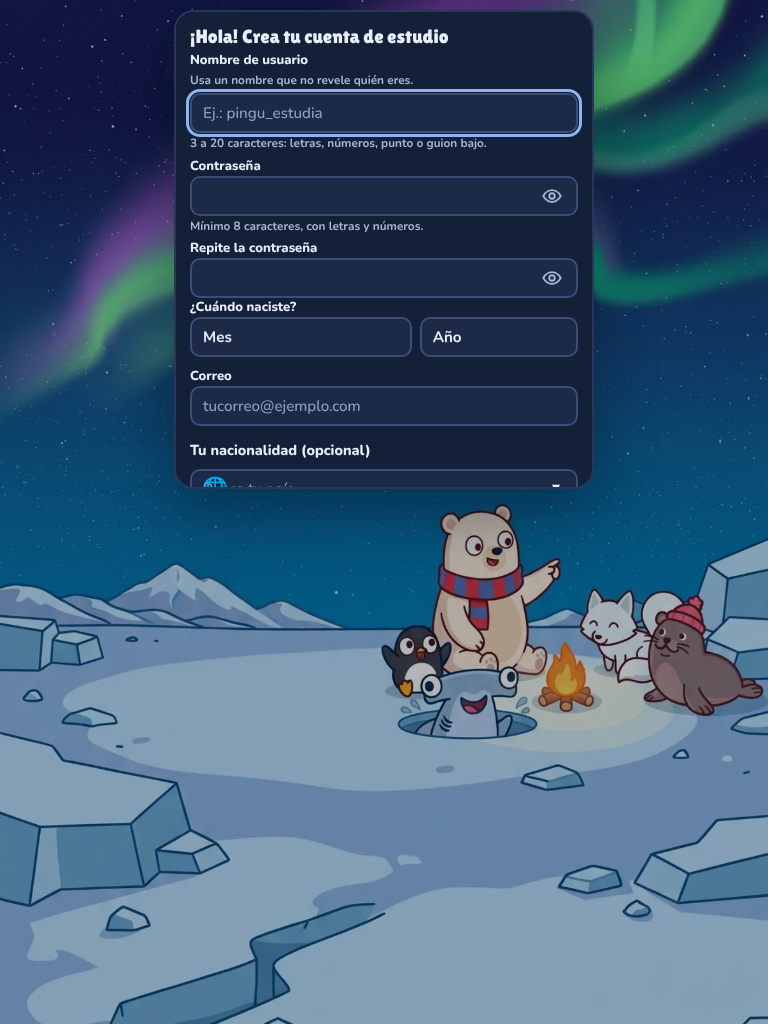 ¡Hola! Crea tu cuenta de estudio
Nombre de usuario
Usa un nombre que no revele quién eres.
Ej.: pingu_estudia
3 a 20 caracteres: letras, números, punto o guion bajo.
Contraseña
Mínimo 8 caracteres, con letras y números.
Repite la contraseña
¿Cuándo naciste?
Mes Año
Correo
tucorreo@ejemplo.com
Tu nacionalidad (opcional)